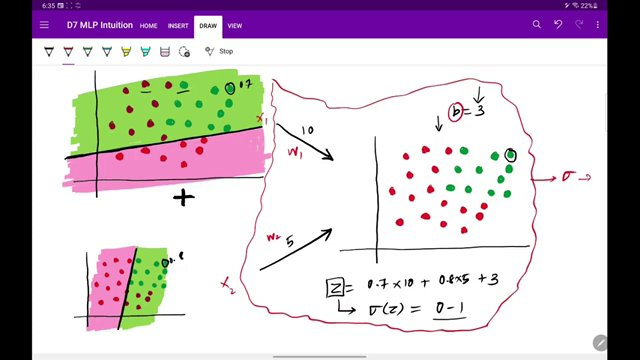 6:35
22%
D7 MLP Intuition HOME INSERT DRAW VIEW
Stop
0.7
x₁
10
w₁
b = 3
+
σ
w₂
5
x₂
0.8
z = 0.7 x 10 + 0.8 x 5 + 3
σ(z) = 0 - 1